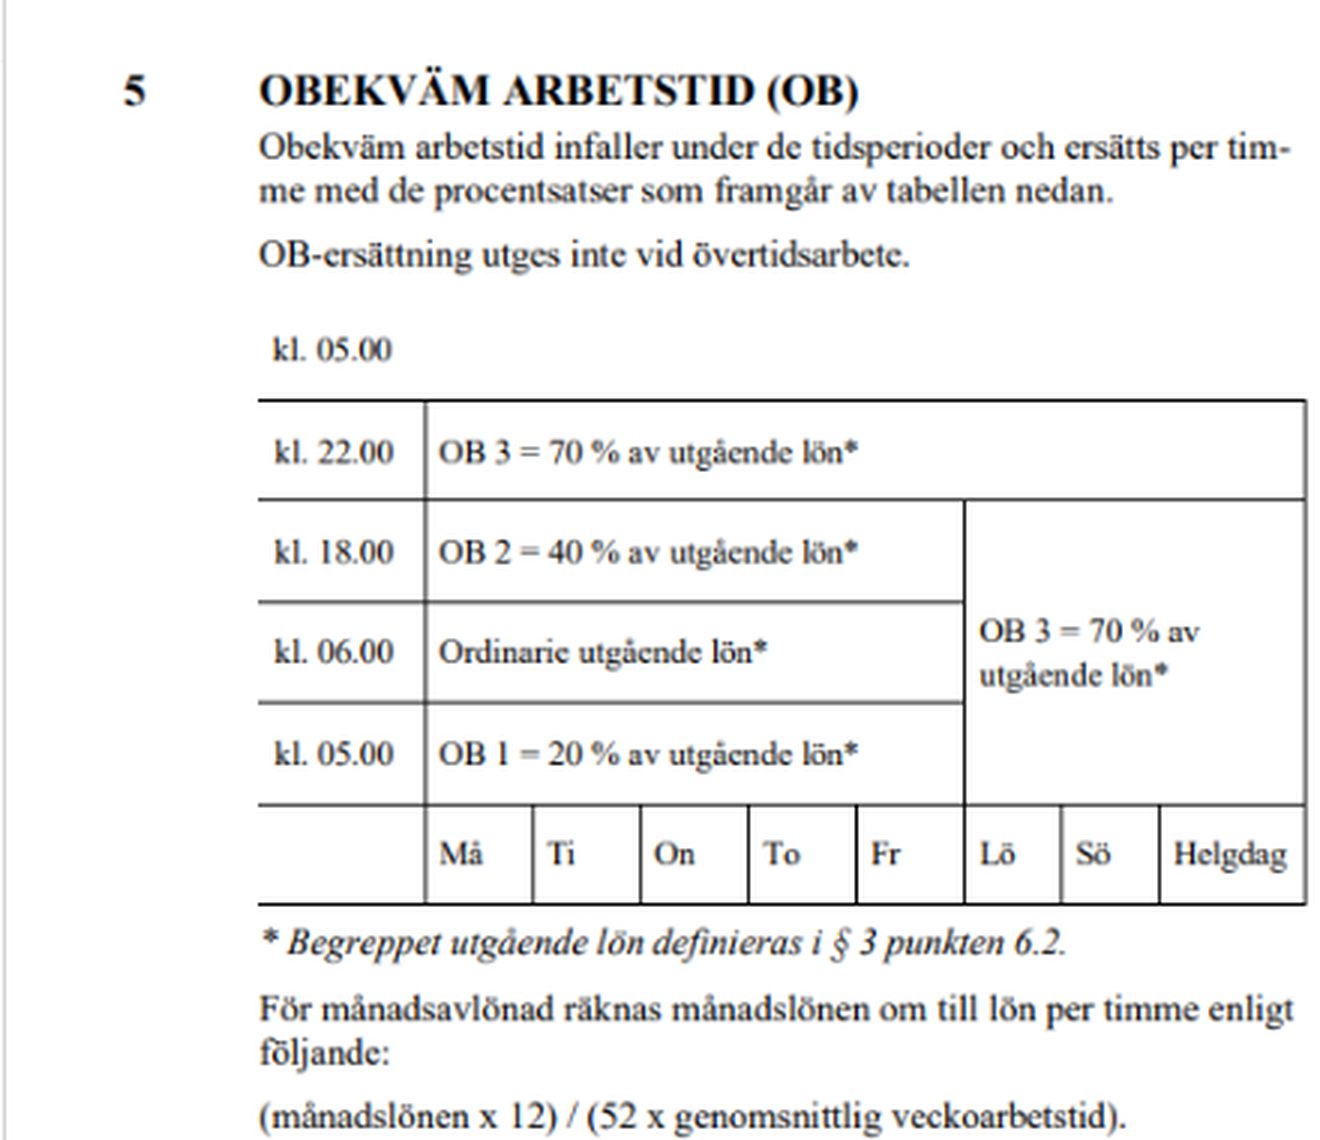 5 OBEKVÄM ARBETSTID (OB)
Obekväm arbetstid infaller under de tidsperioder och ersätts per tim-
me med de procentsatser som framgår av tabellen nedan.
OB-ersättning utges inte vid övertidsarbete.
kl. 05.00
kl. 22.00 OB 3 = 70 % av utgående lön*
kl. 18.00 OB 2 = 40 % av utgående lön*
OB 3 = 70 % av
utgående lön*
kl. 06.00 Ordinarie utgående lön*
kl. 05.00 OB 1 = 20 % av utgående lön*
Må Ti On To Fr Lö Sö Helgdag
* Begreppet utgående lön definieras i § 3 punkten 6.2.
För månadsavlönad räknas månadslönen om till lön per timme enligt
följande:
(månadslönen x 12) / (52 x genomsnittlig veckoarbetstid).